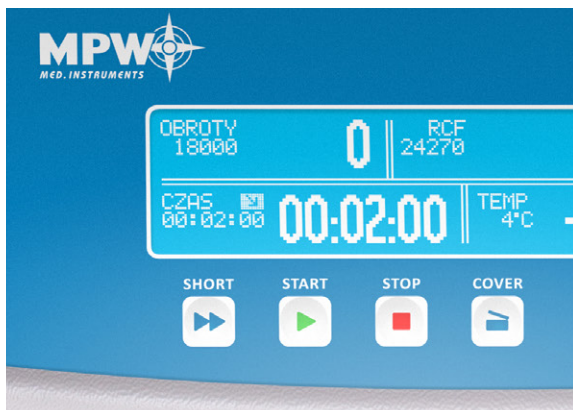 MPW
MED. INSTRUMENTS
OBROTY
18000
0
RCF
24270
CZAS
00:02:00
00:02:00
TEMP
4°C
SHORT
START
STOP
COVER